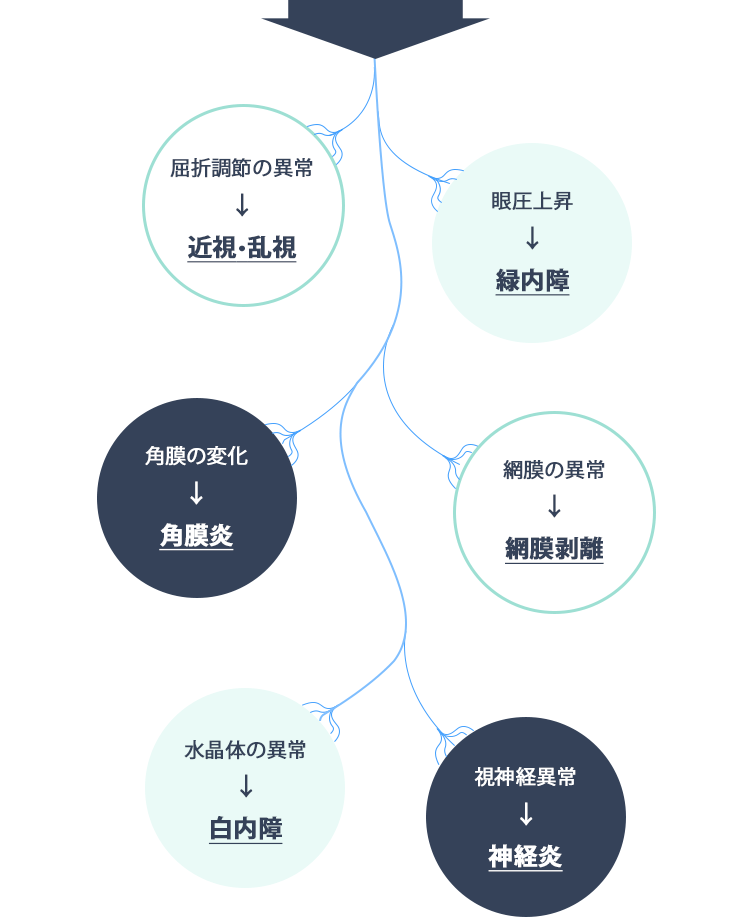 屈折調節の異常
↓
近視・乱視
眼圧上昇
↓
緑内障
角膜の変化
↓
角膜炎
網膜の異常
↓
網膜剥離
水晶体の異常
↓
白内障
視神経異常
↓
神経炎